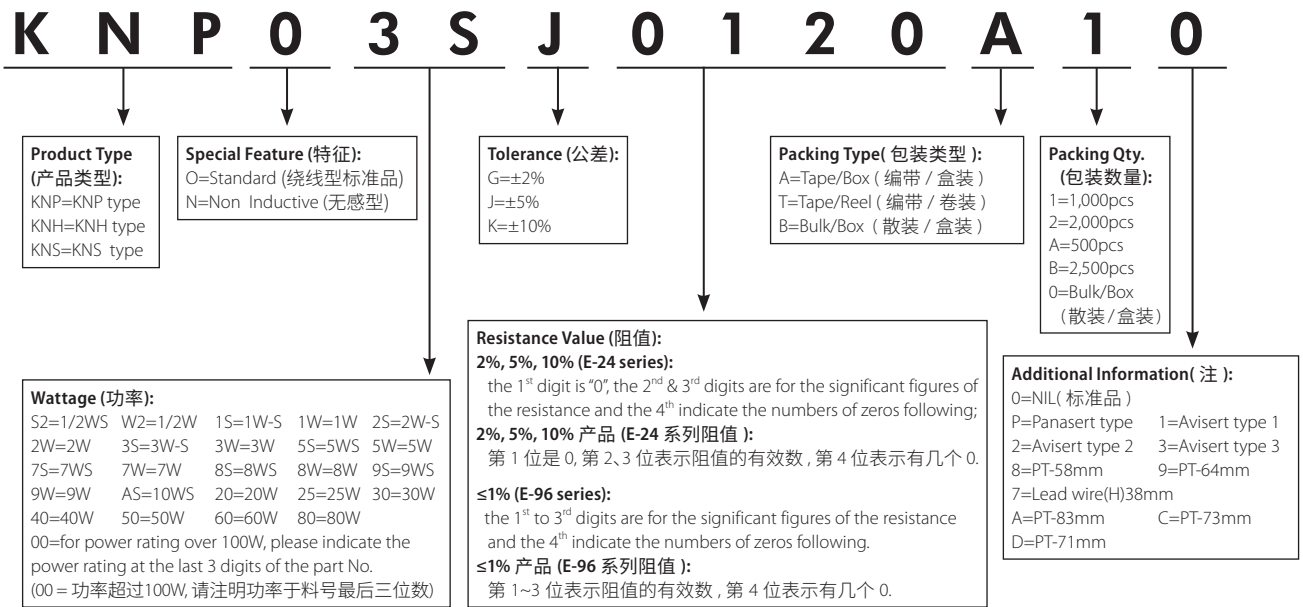 K N P 0 3 S J 0 1 2 0 A 1 0
Product Type
(产品类型):
KNP=KNP type
KNH=KNH type
KNS=KNS type
Special Feature (特征):
O=Standard (绕线型标准品)
N=Non Inductive (无感型)
Tolerance (公差):
G=±2%
J=±5%
K=±10%
Packing Type( 包装类型 ):
A=Tape/Box ( 编带 / 盒装 )
T=Tape/Reel ( 编带 / 卷装 )
B=Bulk/Box ( 散装 / 盒装 )
Packing Qty.
(包装数量):
1=1,000pcs
2=2,000pcs
A=500pcs
B=2,500pcs
0=Bulk/Box
(散装/盒装)
Wattage (功率):
S2=1/2WS W2=1/2W 1S=1W-S 1W=1W 2S=2W-S
2W=2W 3S=3W-S 3W=3W 5S=5WS 5W=5W
7S=7WS 7W=7W 8S=8WS 8W=8W 9S=9WS
9W=9W AS=10WS 20=20W 25=25W 30=30W
40=40W 50=50W 60=60W 80=80W
00=for power rating over 100W, please indicate the
power rating at the last 3 digits of the part No.
(00 = 功率超过100W, 请注明功率于料号最后三位数)
Resistance Value (阻值):
2%, 5%, 10% (E-24 series):
the 1st digit is "0", the 2nd & 3rd digits are for the significant figures of
the resistance and the 4th indicate the numbers of zeros following;
2%, 5%, 10% 产品 (E-24 系列阻值 ):
第 1 位是 0, 第 2、3 位表示阻值的有效数 , 第 4 位表示有几个 0.
≤1% (E-96 series):
the 1st to 3rd digits are for the significant figures of the resistance
and the 4th indicate the numbers of zeros following.
≤1% 产品 (E-96 系列阻值 ):
第 1~3 位表示阻值的有效数 , 第 4 位表示有几个 0.
Additional Information( 注 ):
0=NIL( 标准品 )
P=Panasert type 1=Avisert type 1
2=Avisert type 2 3=Avisert type 3
8=PT-58mm 9=PT-64mm
7=Lead wire(H)38mm
A=PT-83mm C=PT-73mm
D=PT-71mm